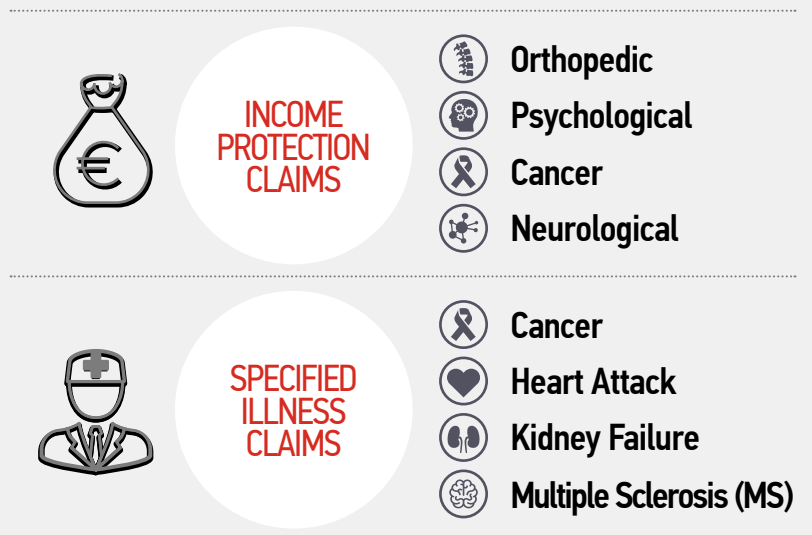 €
INCOME
PROTECTION
CLAIMS
Orthopedic
Psychological
Cancer
Neurological
SPECIFIED
ILLNESS
CLAIMS
Cancer
Heart Attack
Kidney Failure
Multiple Sclerosis (MS)